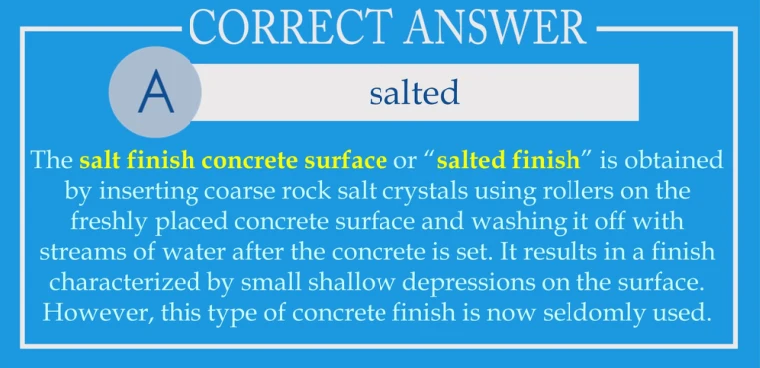 CORRECT ANSWER
A
salted
The salt finish concrete surface or “salted finish” is obtained
by inserting coarse rock salt crystals using rollers on the
freshly placed concrete surface and washing it off with
streams of water after the concrete is set. It results in a finish
characterized by small shallow depressions on the surface.
However, this type of concrete finish is now seldomly used.